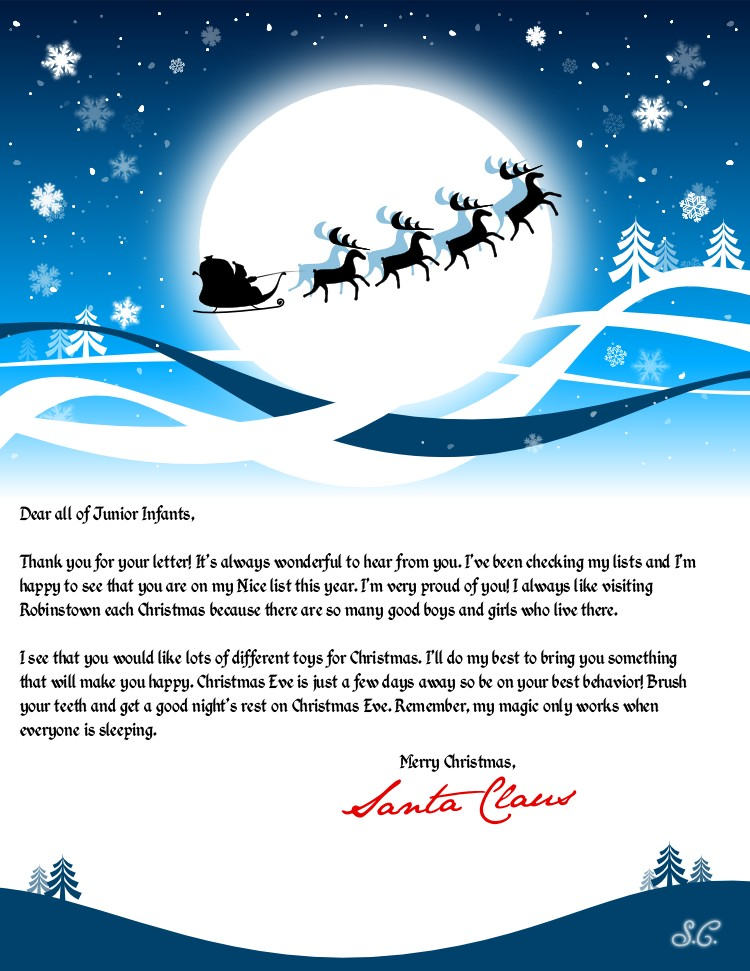 Dear all of Junior Infants,
Thank you for your letter! It's always wonderful to hear from you. I've been checking my lists and I'm
happy to see that you are on my Nice list this year. I'm very proud of you! I always like visiting
Robinstown each Christmas because there are so many good boys and girls who live there.
I see that you would like lots of different toys for Christmas. I'll do my best to bring you something
that will make you happy. Christmas Eve is just a few days away so be on your best behavior! Brush
your teeth and get a good night's rest on Christmas Eve. Remember, my magic only works when
everyone is sleeping.
Merry Christmas,
Santa Claus
S.C.